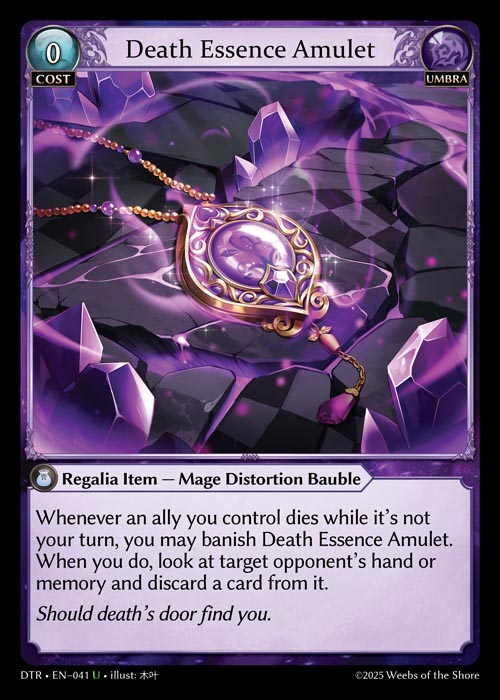 0
COST
Death Essence Amulet
UMBRA
Regalia Item — Mage Distortion Bauble
Whenever an ally you control dies while it's not
your turn, you may banish Death Essence Amulet.
When you do, look at target opponent's hand or
memory and discard a card from it.
Should death's door find you.
DTR • EN–041 U • illust: 木叶
©2025 Weebs of the Shore